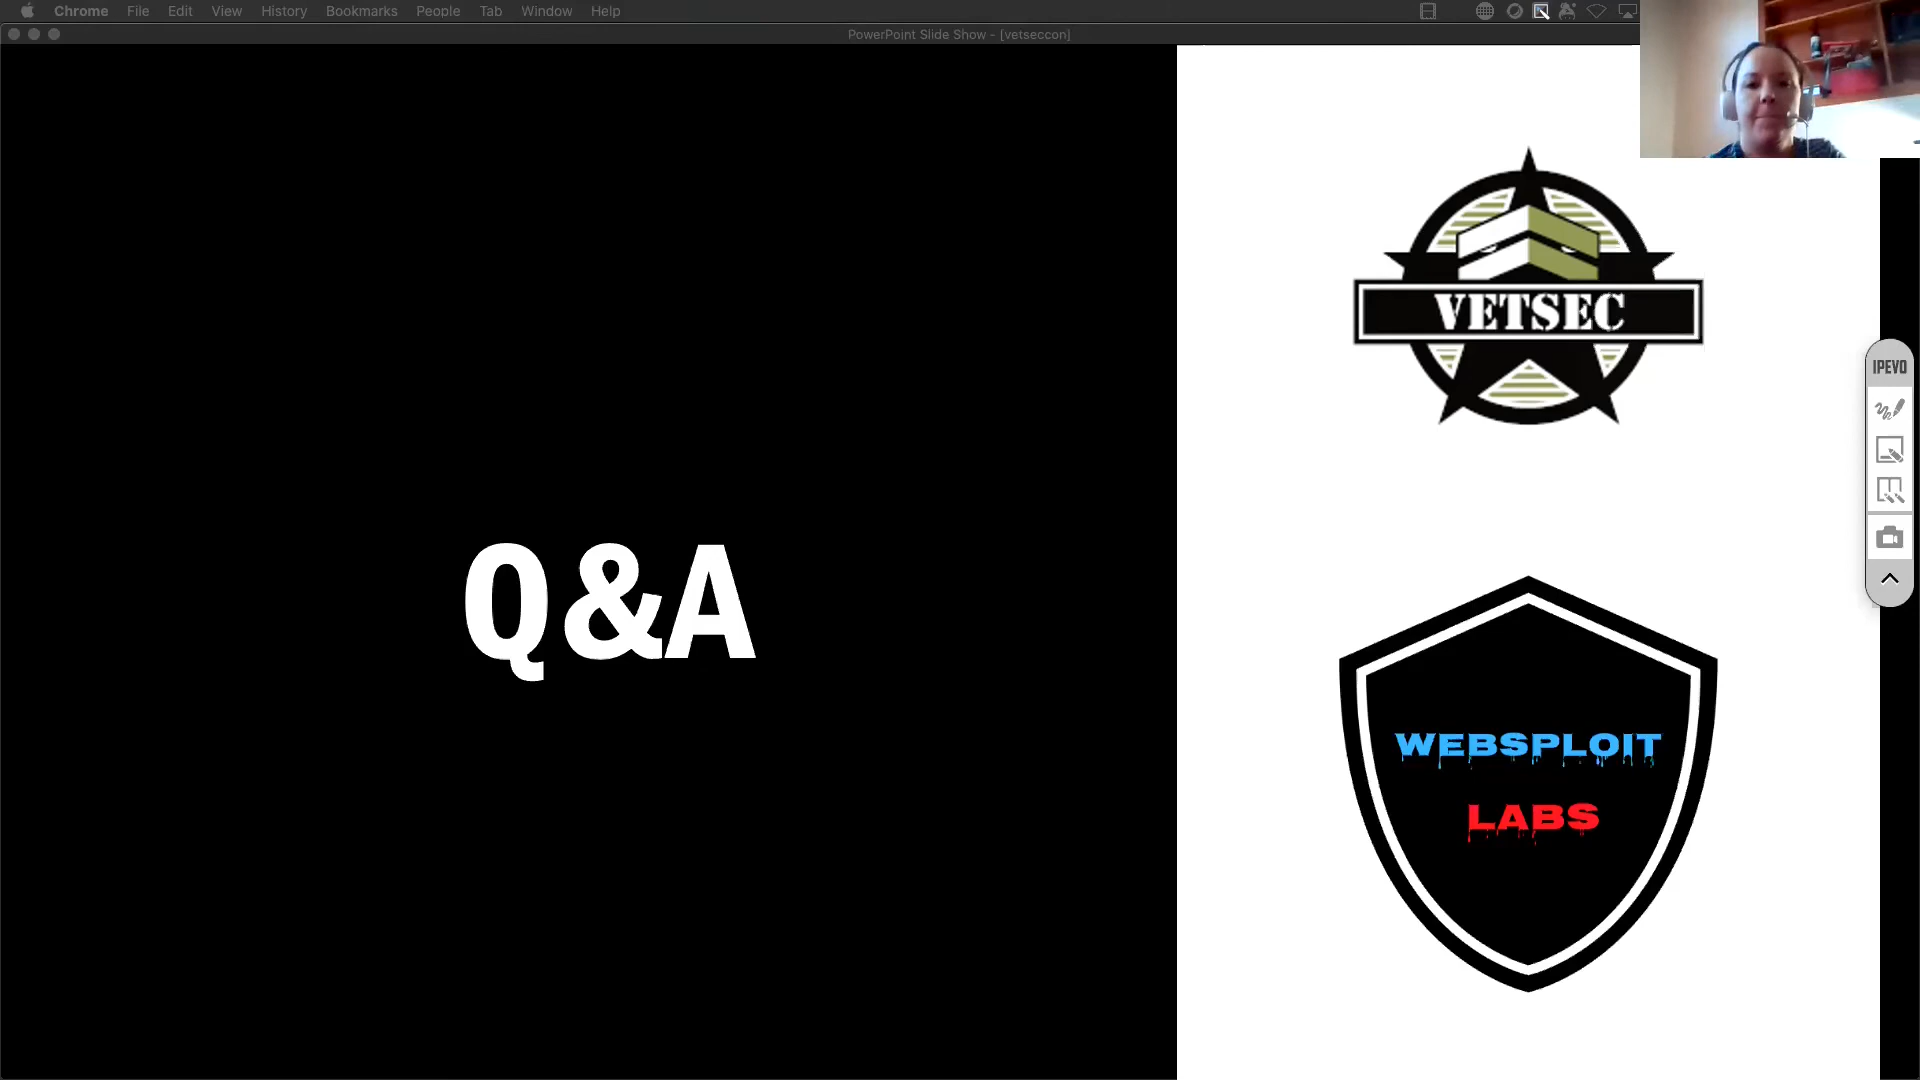 Chrome File Edit View History Bookmarks People Tab Window Help
PowerPoint Slide Show - [vetseccon]
VETSEC
IPEVO
Q&A
WEBSPLOIT
LABS